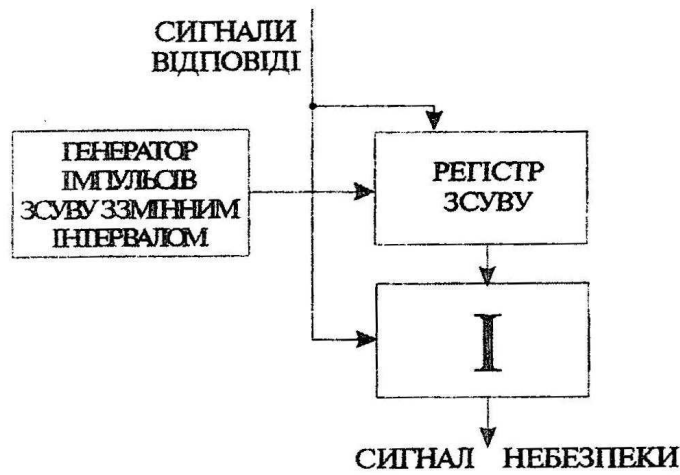 СИГНАЛИ
ВІДПОВІДІ
ГЕНЕРАТОР
ІМПУЛЬСІВ
ЗСУВУ ЗЗМІННИМ
ІНТЕРВАЛОМ
РЕГІСТР
ЗСУВУ
І
СИГНАЛ НЕБЕЗПЕКИ